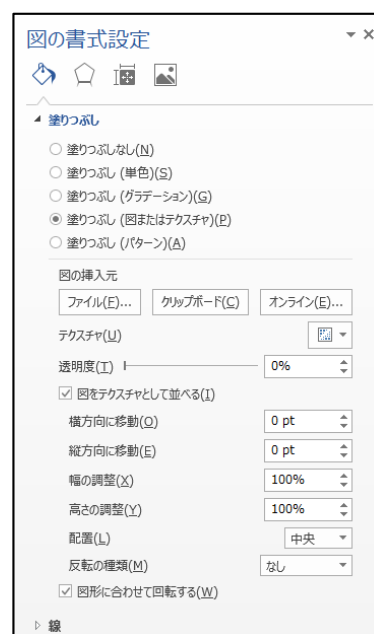 図の書式設定
塗りつぶし
塗りつぶしなし(N)
塗りつぶし (単色)(S)
塗りつぶし (グラデーション)(G)
塗りつぶし (図またはテクスチャ)(P)
塗りつぶし (パターン)(A)
図の挿入元
ファイル(F)... クリップボード(C) オンライン(E)...
テクスチャ(U)
透明度(T) 0%
図をテクスチャとして並べる(I)
横方向に移動(O) 0 pt
縦方向に移動(E) 0 pt
幅の調整(X) 100%
高さの調整(Y) 100%
配置(L) 中央
反転の種類(M) なし
図形に合わせて回転する(W)
線